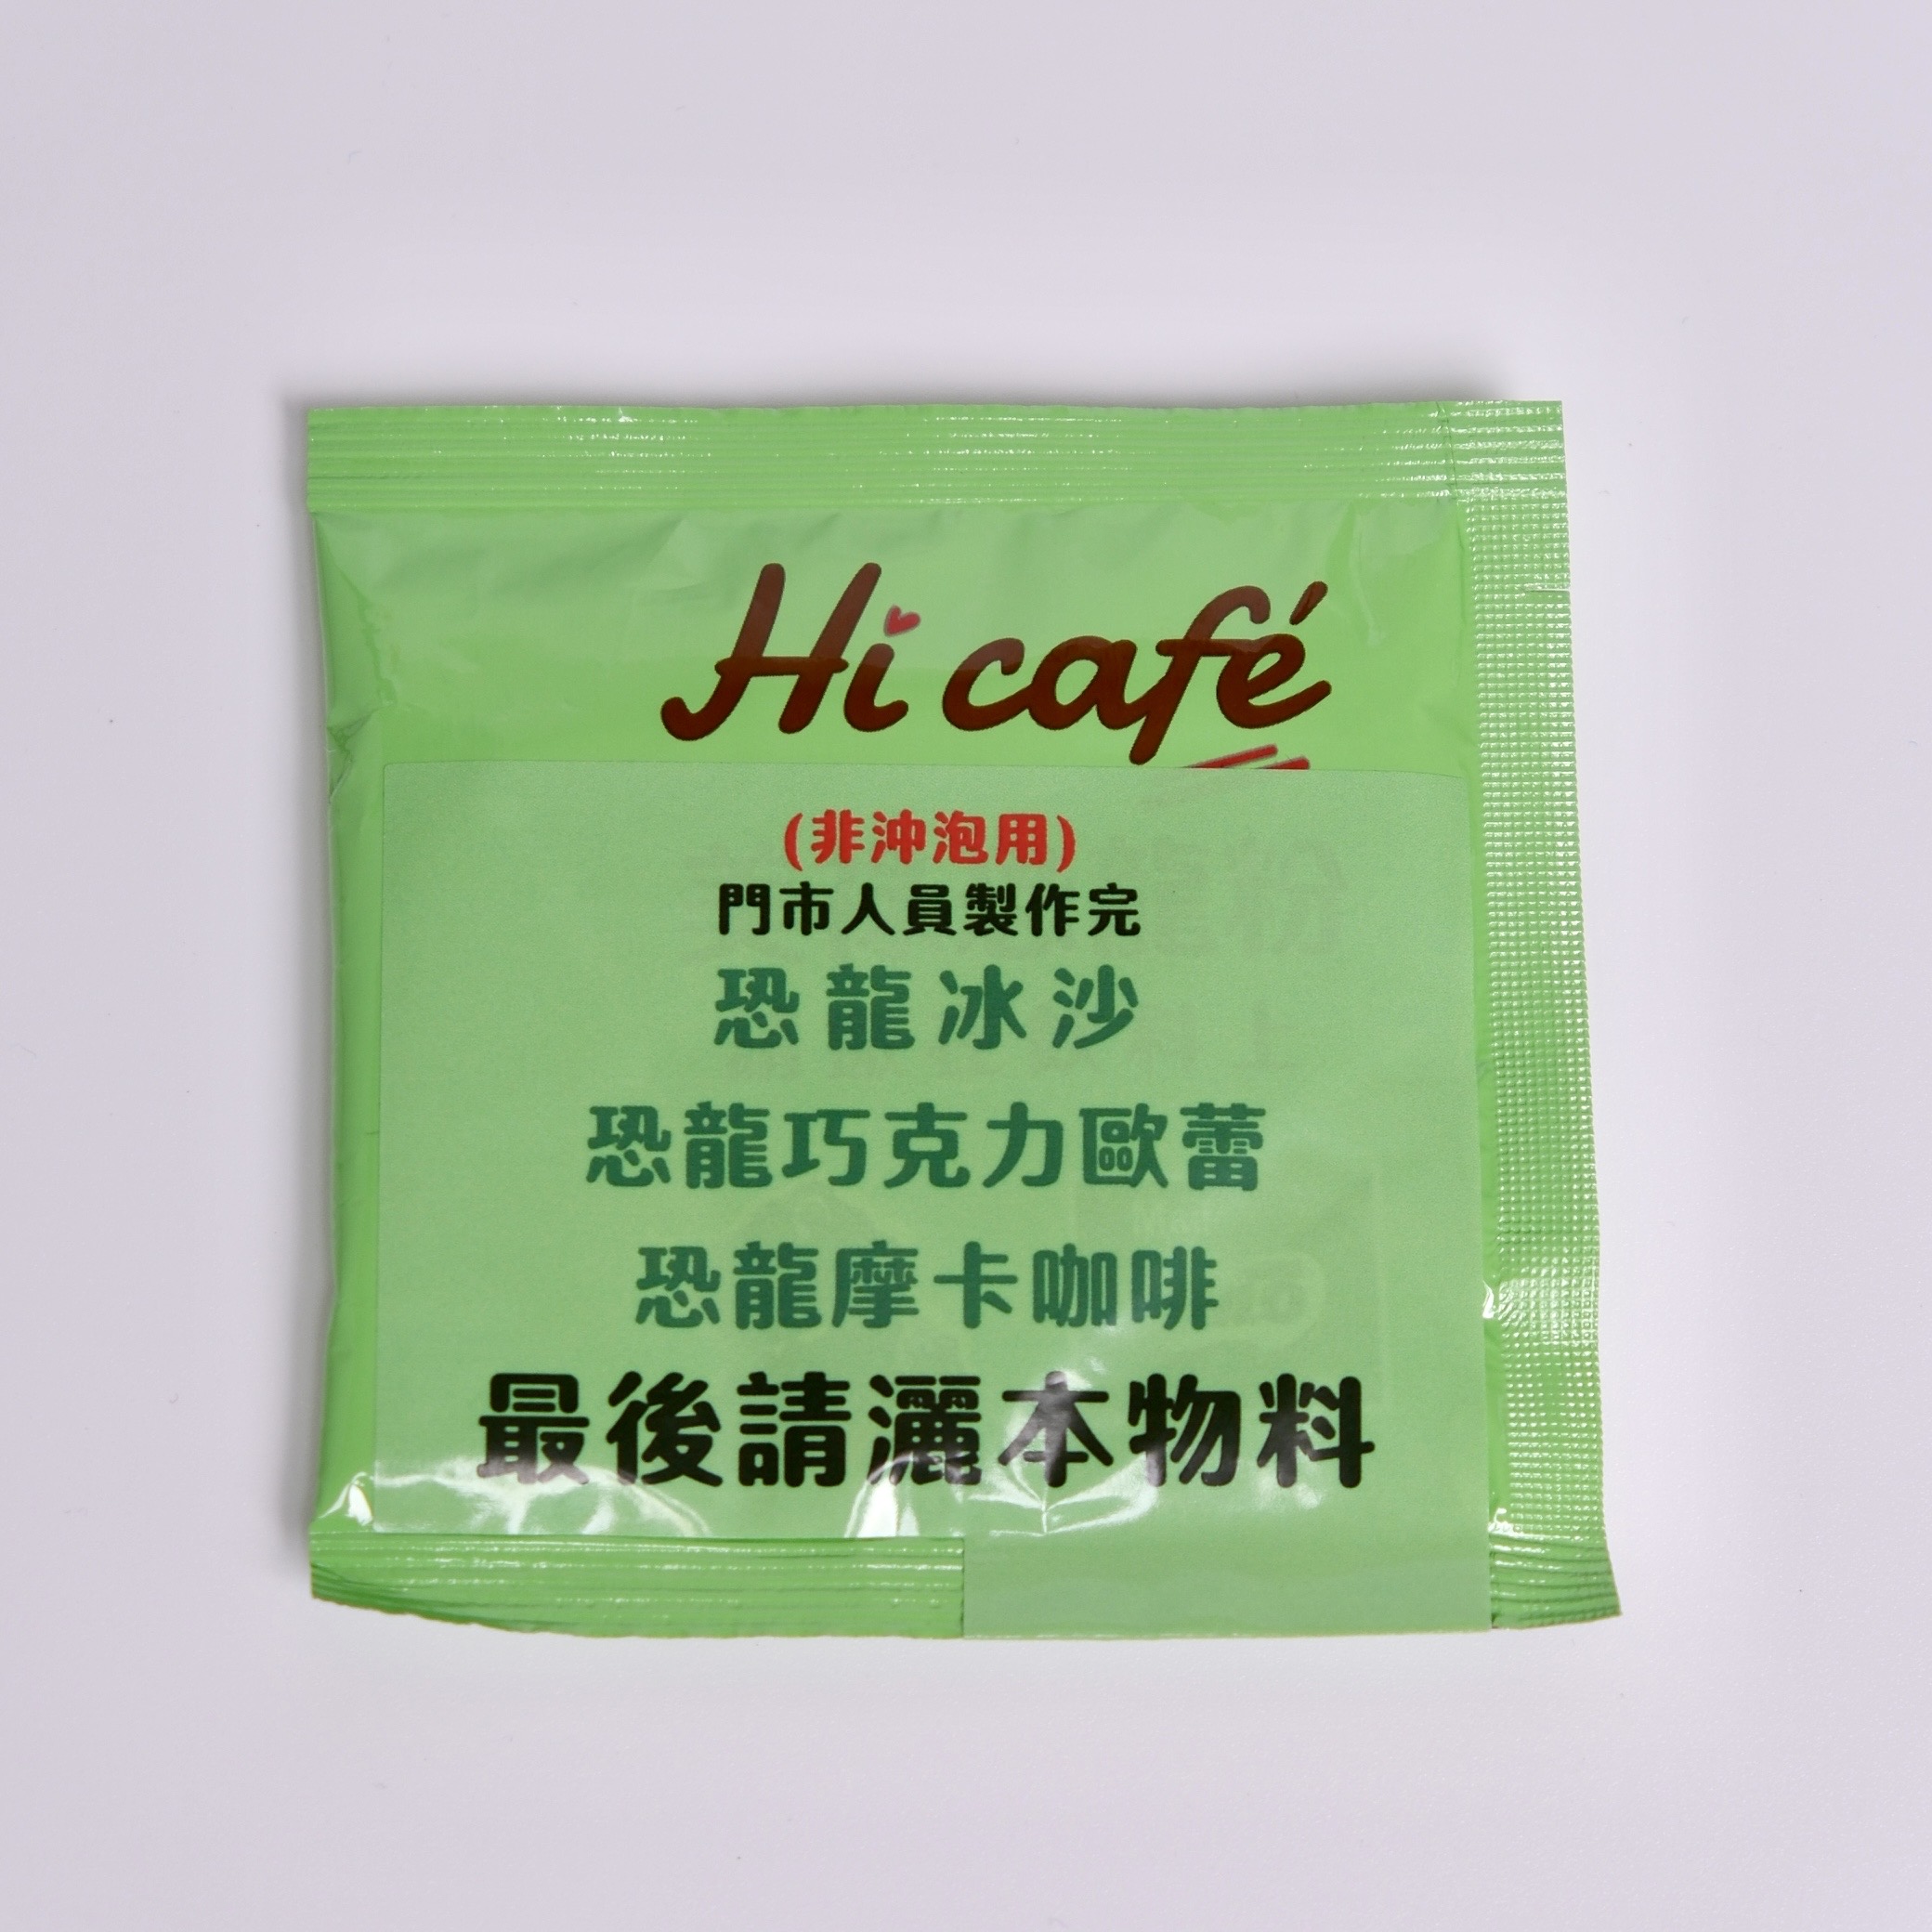 Hi café
(非沖泡用)
門市人員製作完
恐龍冰沙
恐龍巧克力歐蕾
恐龍摩卡咖啡
最後請灑本物料